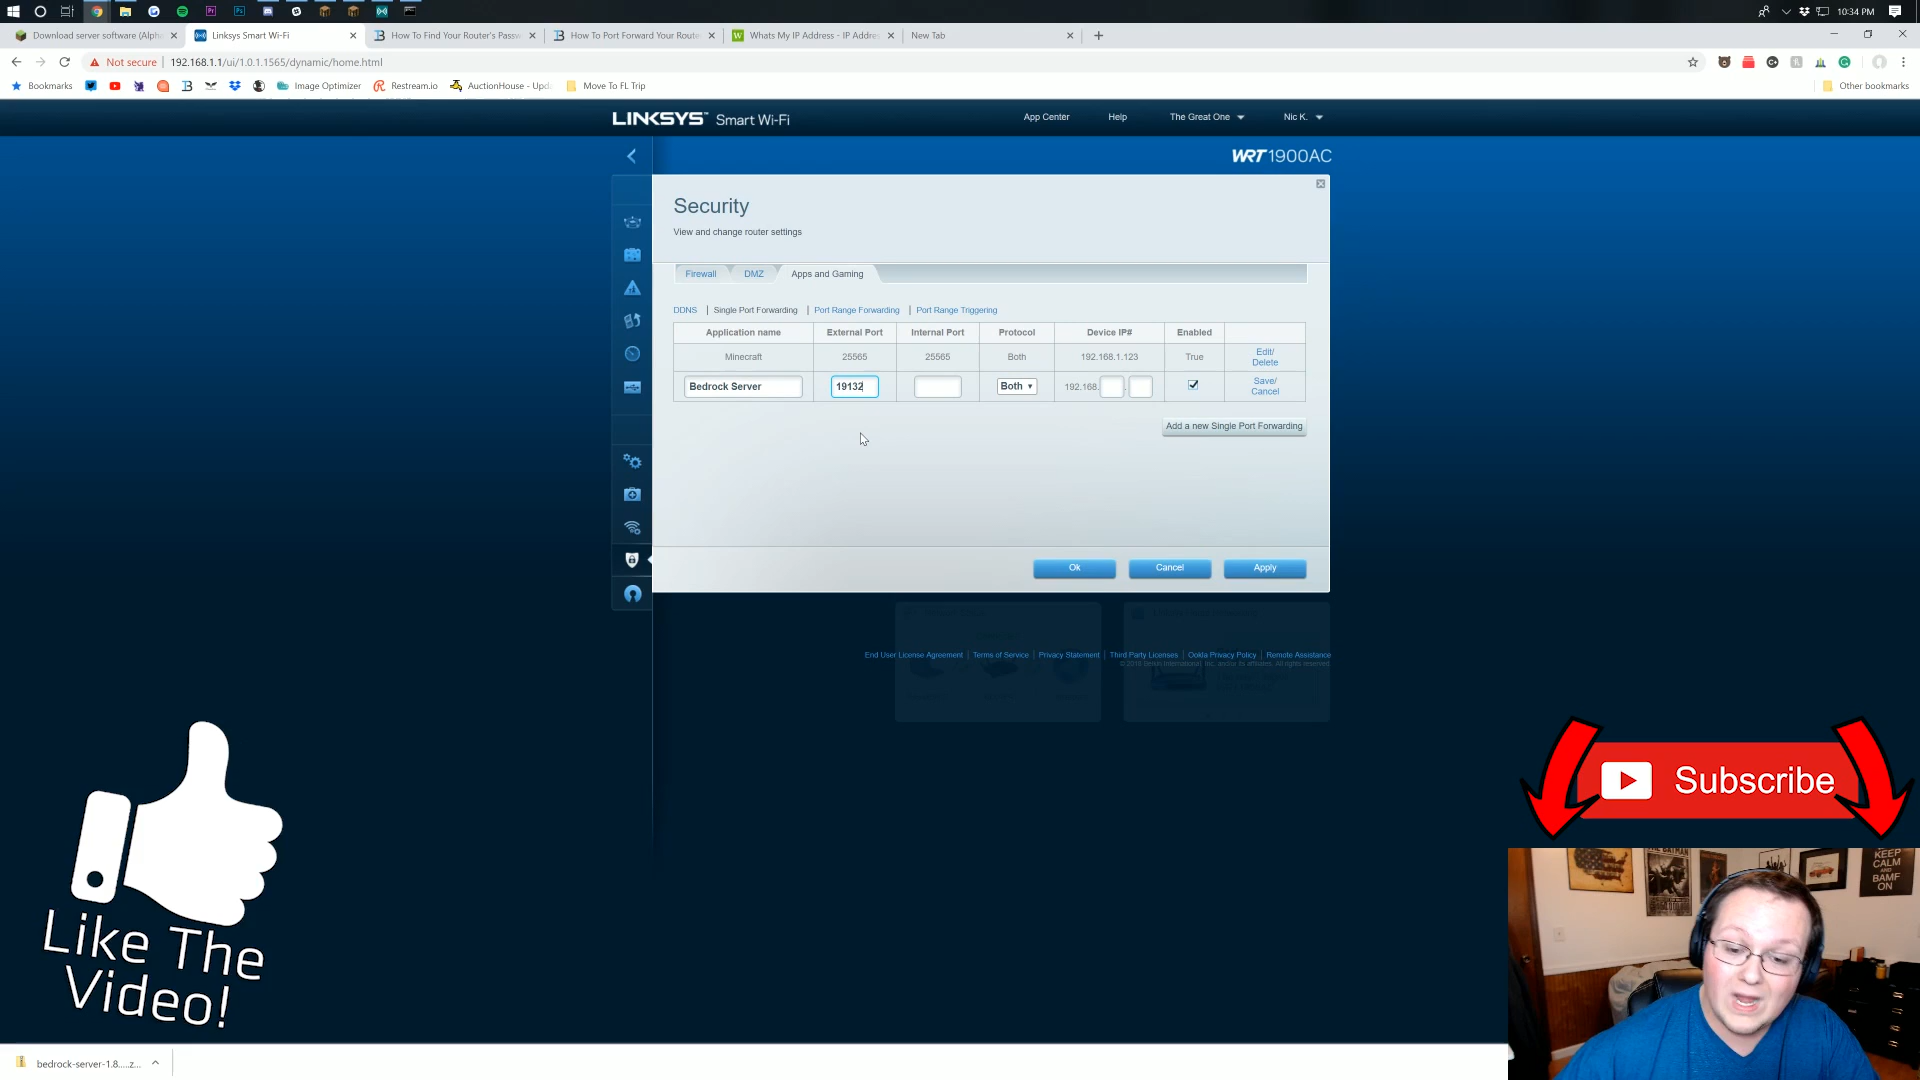 10:34 PM
Download server software (Alph
Linksys Smart Wi-Fi
How To Find Your Router's Passw
How To Port Forward Your Route
Whats My IP Address - IP Addres
New Tab
Not secure | 192.168.1.1/ui/1.0.1.1565/dynamic/home.html
Bookmarks
Image Optimizer
Restream.io
AuctionHouse - Upda
Move To FL Trip
Other bookmarks
LINKSYS™ Smart Wi-Fi
App Center
Help
The Great One
Nic K.
WRT1900AC
Security
View and change router settings
Firewall
DMZ
Apps and Gaming
DDNS | Single Port Forwarding | Port Range Forwarding | Port Range Triggering
Application name External Port Internal Port Protocol Device IP# Enabled
Minecraft 25565 25565 Both 192.168.1.123 True Edit/
Delete
Bedrock Server 19132 Both 192.168. . Save/
Cancel
Add a new Single Port Forwarding
Ok
Cancel
Apply
End User License Agreement | Terms of Service | Privacy Statement | Third Party Licenses | Ookla Privacy Policy | Remote Assistance
Like The
Video!
Subscribe
KEEP
CALM
AND
BAMF
ON
bedrock-server-1.8.....z...